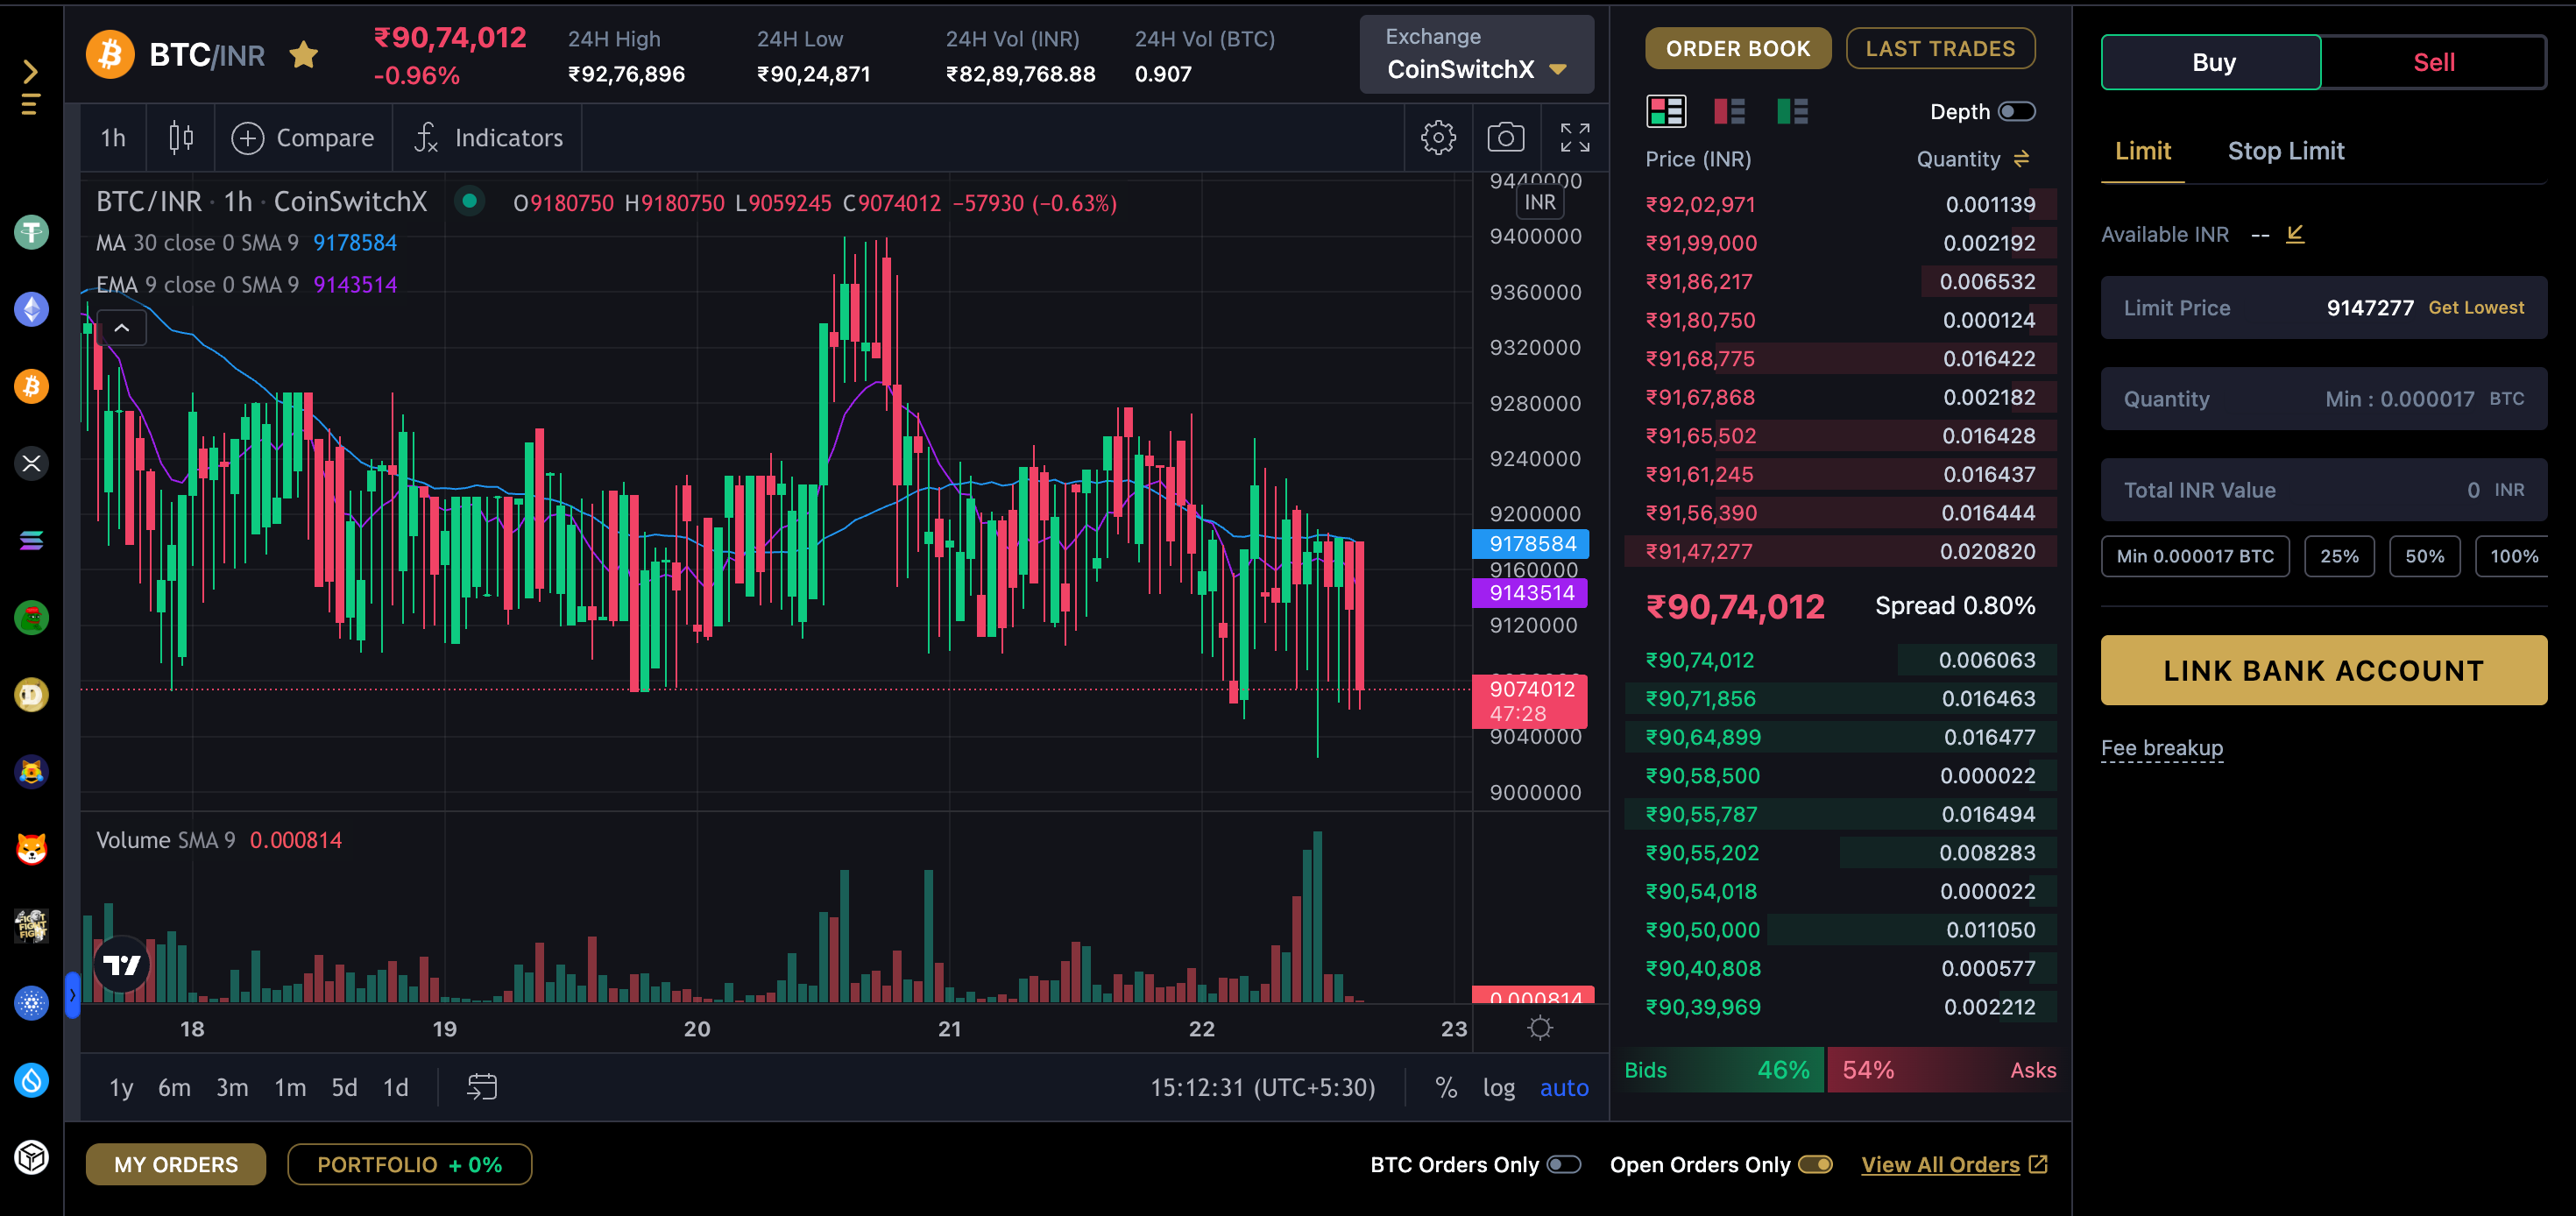 BTC/INR
₹90,74,012
-0.96%
24H High
₹92,76,896
24H Low
₹90,24,871
24H Vol (INR)
₹82,89,768.88
24H Vol (BTC)
0.907
Exchange
CoinSwitchX
1h
Compare
Indicators
BTC/INR · 1h · CoinSwitchX O9180750 H9180750 L9059245 C9074012 −57930 (−0.63%)
MA 30 close 0 SMA 9 9178584
EMA 9 close 0 SMA 9 9143514
9440000
INR
9400000
9360000
9320000
9280000
9240000
9200000
9178584
9160000
9143514
9120000
9074012
47:28
9040000
9000000
Volume SMA 9 0.000814
0.000814
18 19 20 21 22 23
1y 6m 3m 1m 5d 1d
15:12:31 (UTC+5:30) % log auto
ORDER BOOK LAST TRADES
Depth
Price (INR) Quantity
₹92,02,971 0.001139
₹91,99,000 0.002192
₹91,86,217 0.006532
₹91,80,750 0.000124
₹91,68,775 0.016422
₹91,67,868 0.002182
₹91,65,502 0.016428
₹91,61,245 0.016437
₹91,56,390 0.016444
₹91,47,277 0.020820
₹90,74,012 Spread 0.80%
₹90,74,012 0.006063
₹90,71,856 0.016463
₹90,64,899 0.016477
₹90,58,500 0.000022
₹90,55,787 0.016494
₹90,55,202 0.008283
₹90,54,018 0.000022
₹90,50,000 0.011050
₹90,40,808 0.000577
₹90,39,969 0.002212
Bids 46% 54% Asks
Buy Sell
Limit Stop Limit
Available INR --
Limit Price 9147277 Get Lowest
Quantity Min : 0.000017 BTC
Total INR Value 0 INR
Min 0.000017 BTC 25% 50% 100%
LINK BANK ACCOUNT
Fee breakup
MY ORDERS PORTFOLIO + 0%
BTC Orders Only Open Orders Only View All Orders
FIGHT
FIGHT
FIGHT